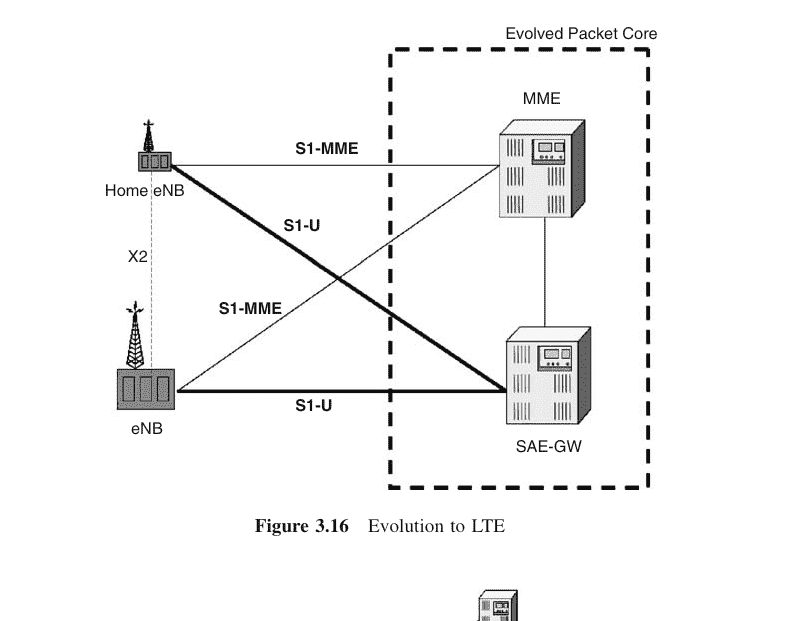 Evolved Packet Core
MME
S1-MME
Home eNB
S1-U
X2
S1-MME
S1-U
eNB
SAE-GW
Figure 3.16 Evolution to LTE